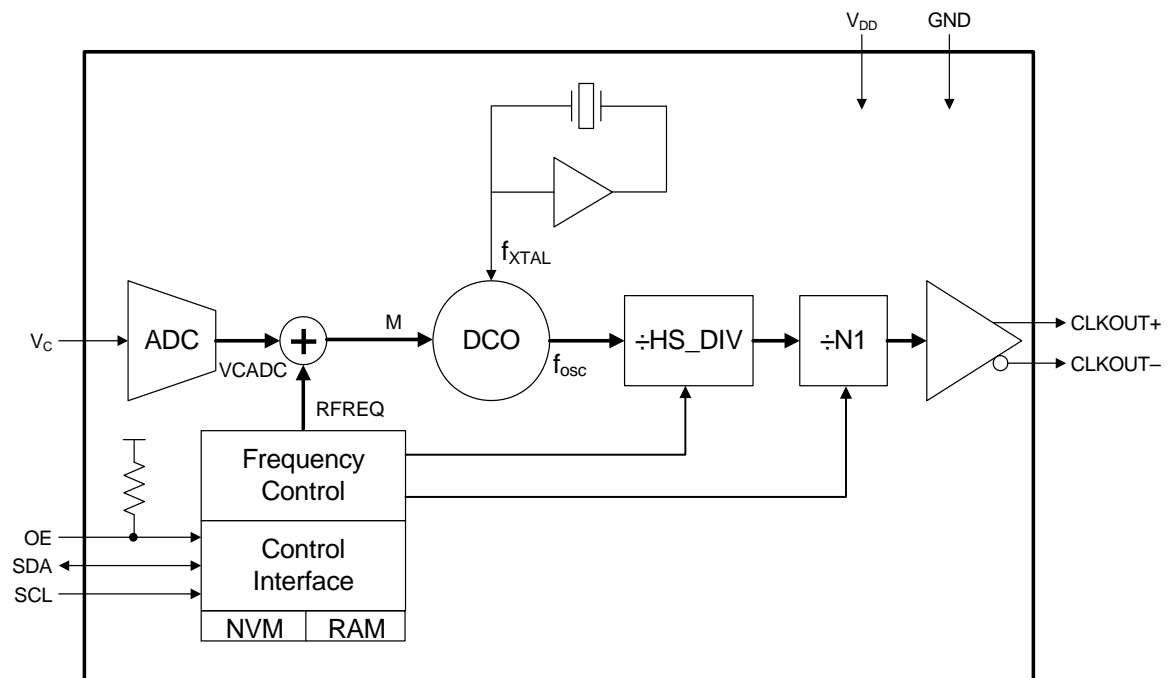 V_DD GND
f_XTAL
ADC
+
M
DCO
÷HS_DIV
÷N1
CLKOUT+
V_C
VCADC
f_osc
CLKOUT–
RFREQ
Frequency
Control
OE
SDA
SCL
Control
Interface
NVM RAM